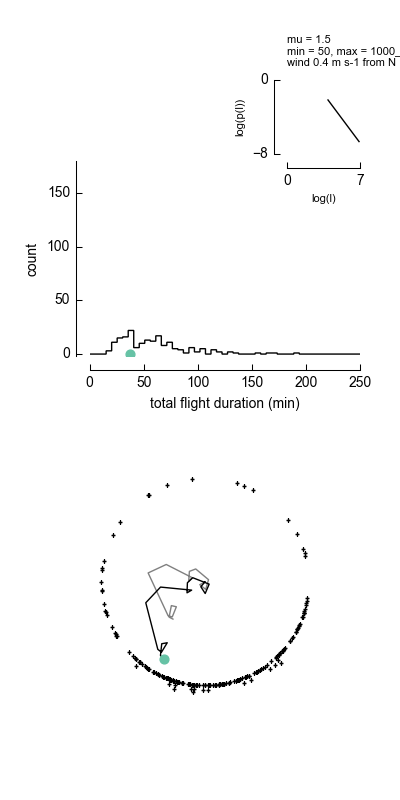 mu = 1.5
min = 50, max = 1000_
wind 0.4 m s-1 from N
0
log(p(l))
−8
0
7
log(l)
150
100
50
0
count
0
50
100
150
200
250
total flight duration (min)